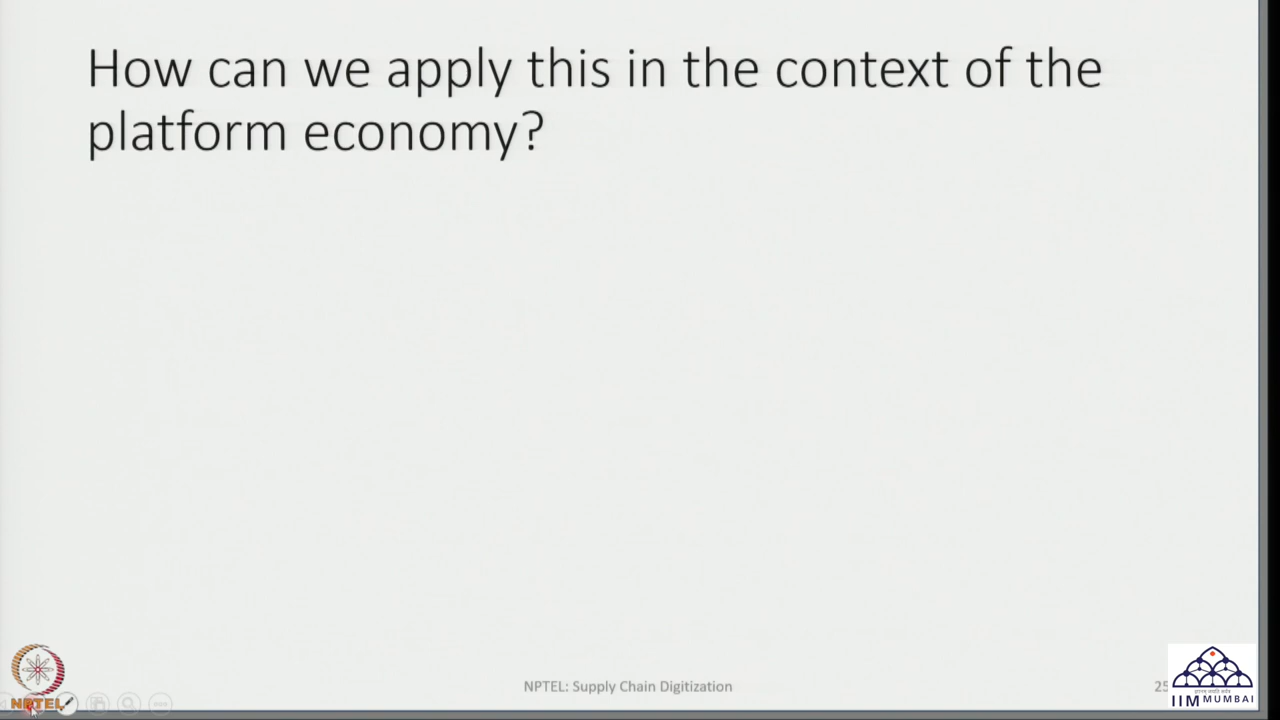 How can we apply this in the context of the
platform economy?
NPTEL
NPTEL: Supply Chain Digitization
25
IIM MUMBAI